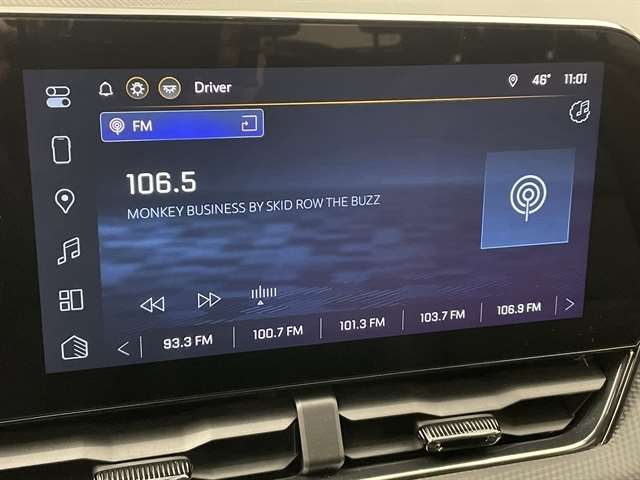 Driver
46° 11:01
FM
106.5
MONKEY BUSINESS BY SKID ROW THE BUZZ
93.3 FM 100.7 FM 101.3 FM 103.7 FM 106.9 FM